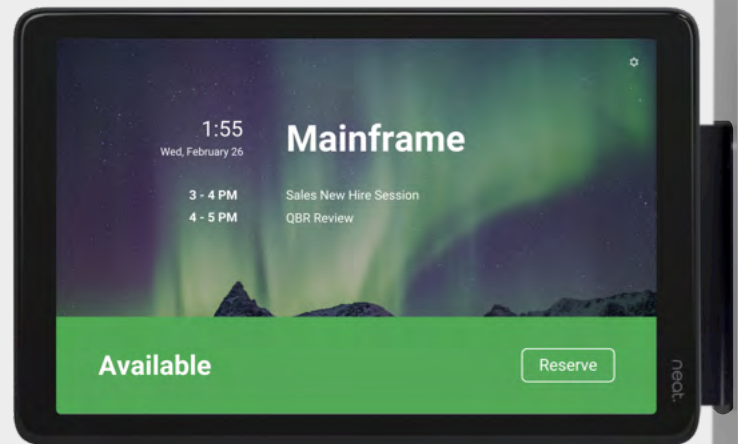 1:55
Wed, February 26
Mainframe
3 - 4 PM Sales New Hire Session
4 - 5 PM QBR Review
Available
Reserve
neat.